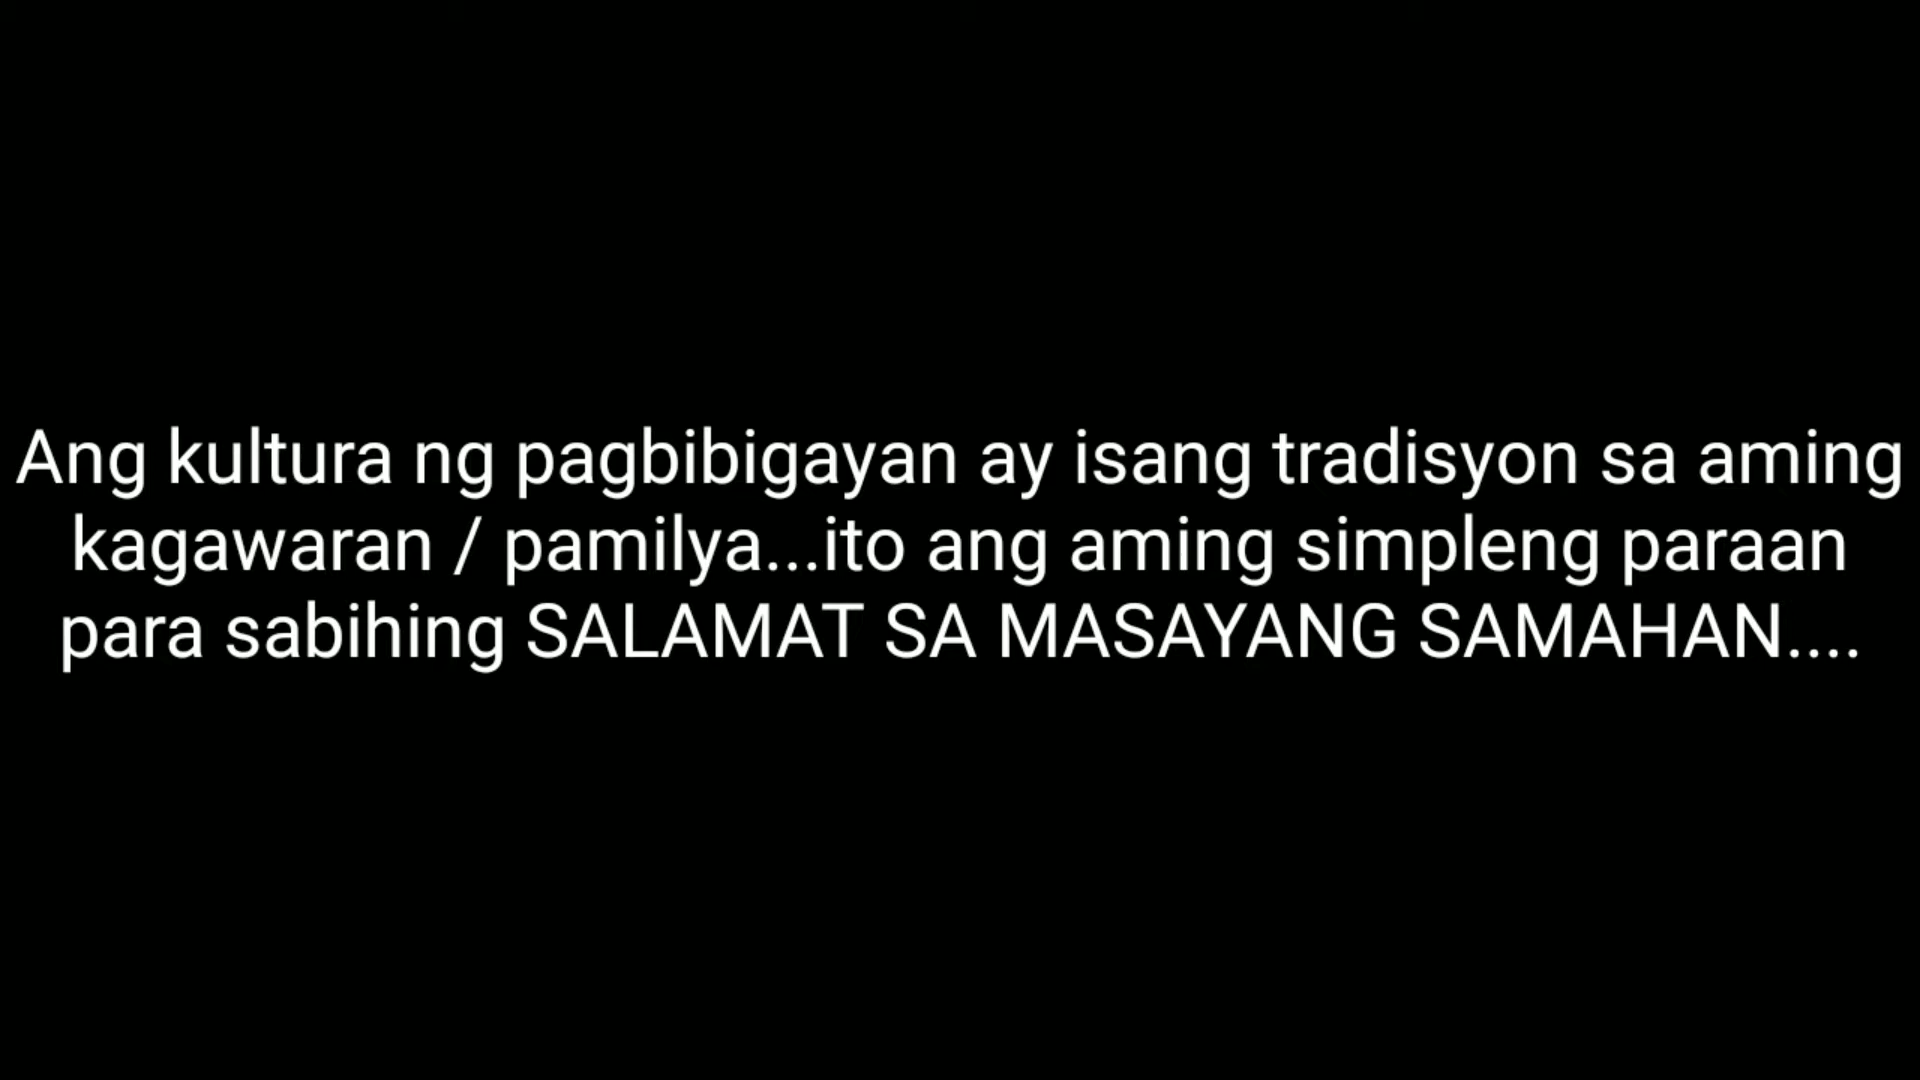 Ang kultura ng pagbibigayan ay isang tradisyon sa aming
kagawaran / pamilya...ito ang aming simpleng paraan
para sabihing SALAMAT SA MASAYANG SAMAHAN....